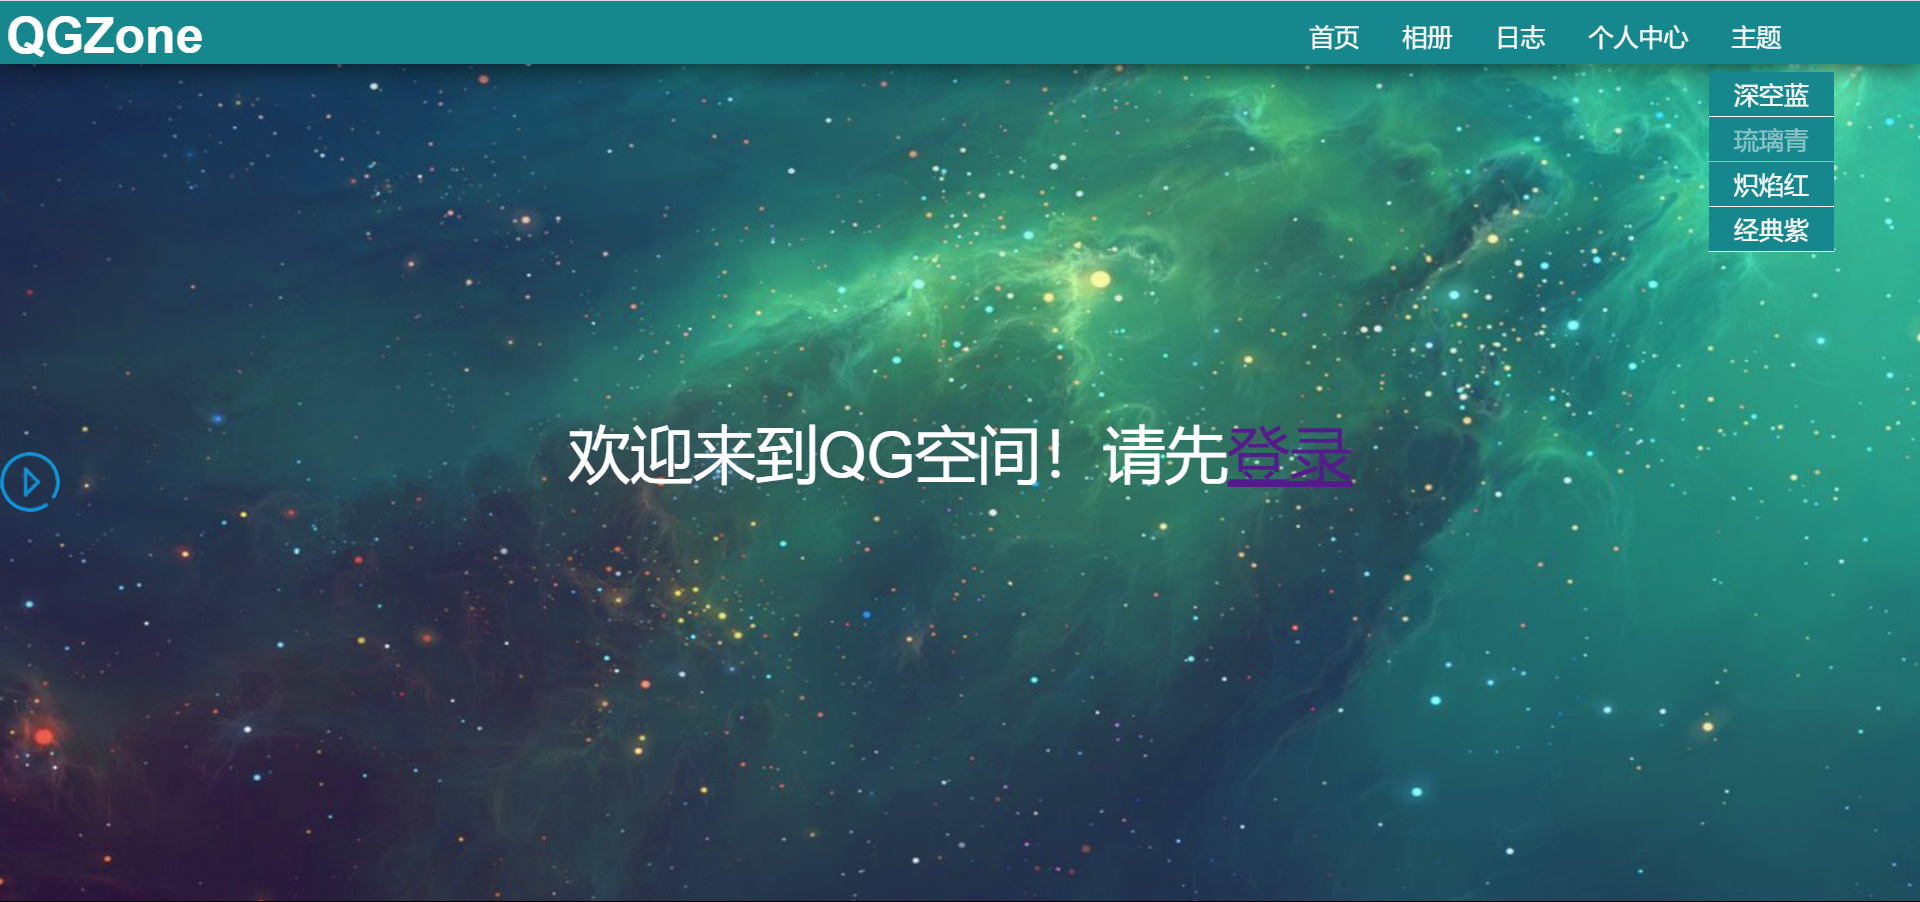 QGZone
首页 相册 日志 个人中心 主题
深空蓝
琉璃青
炽焰红
经典紫
欢迎来到QG空间！请先登录